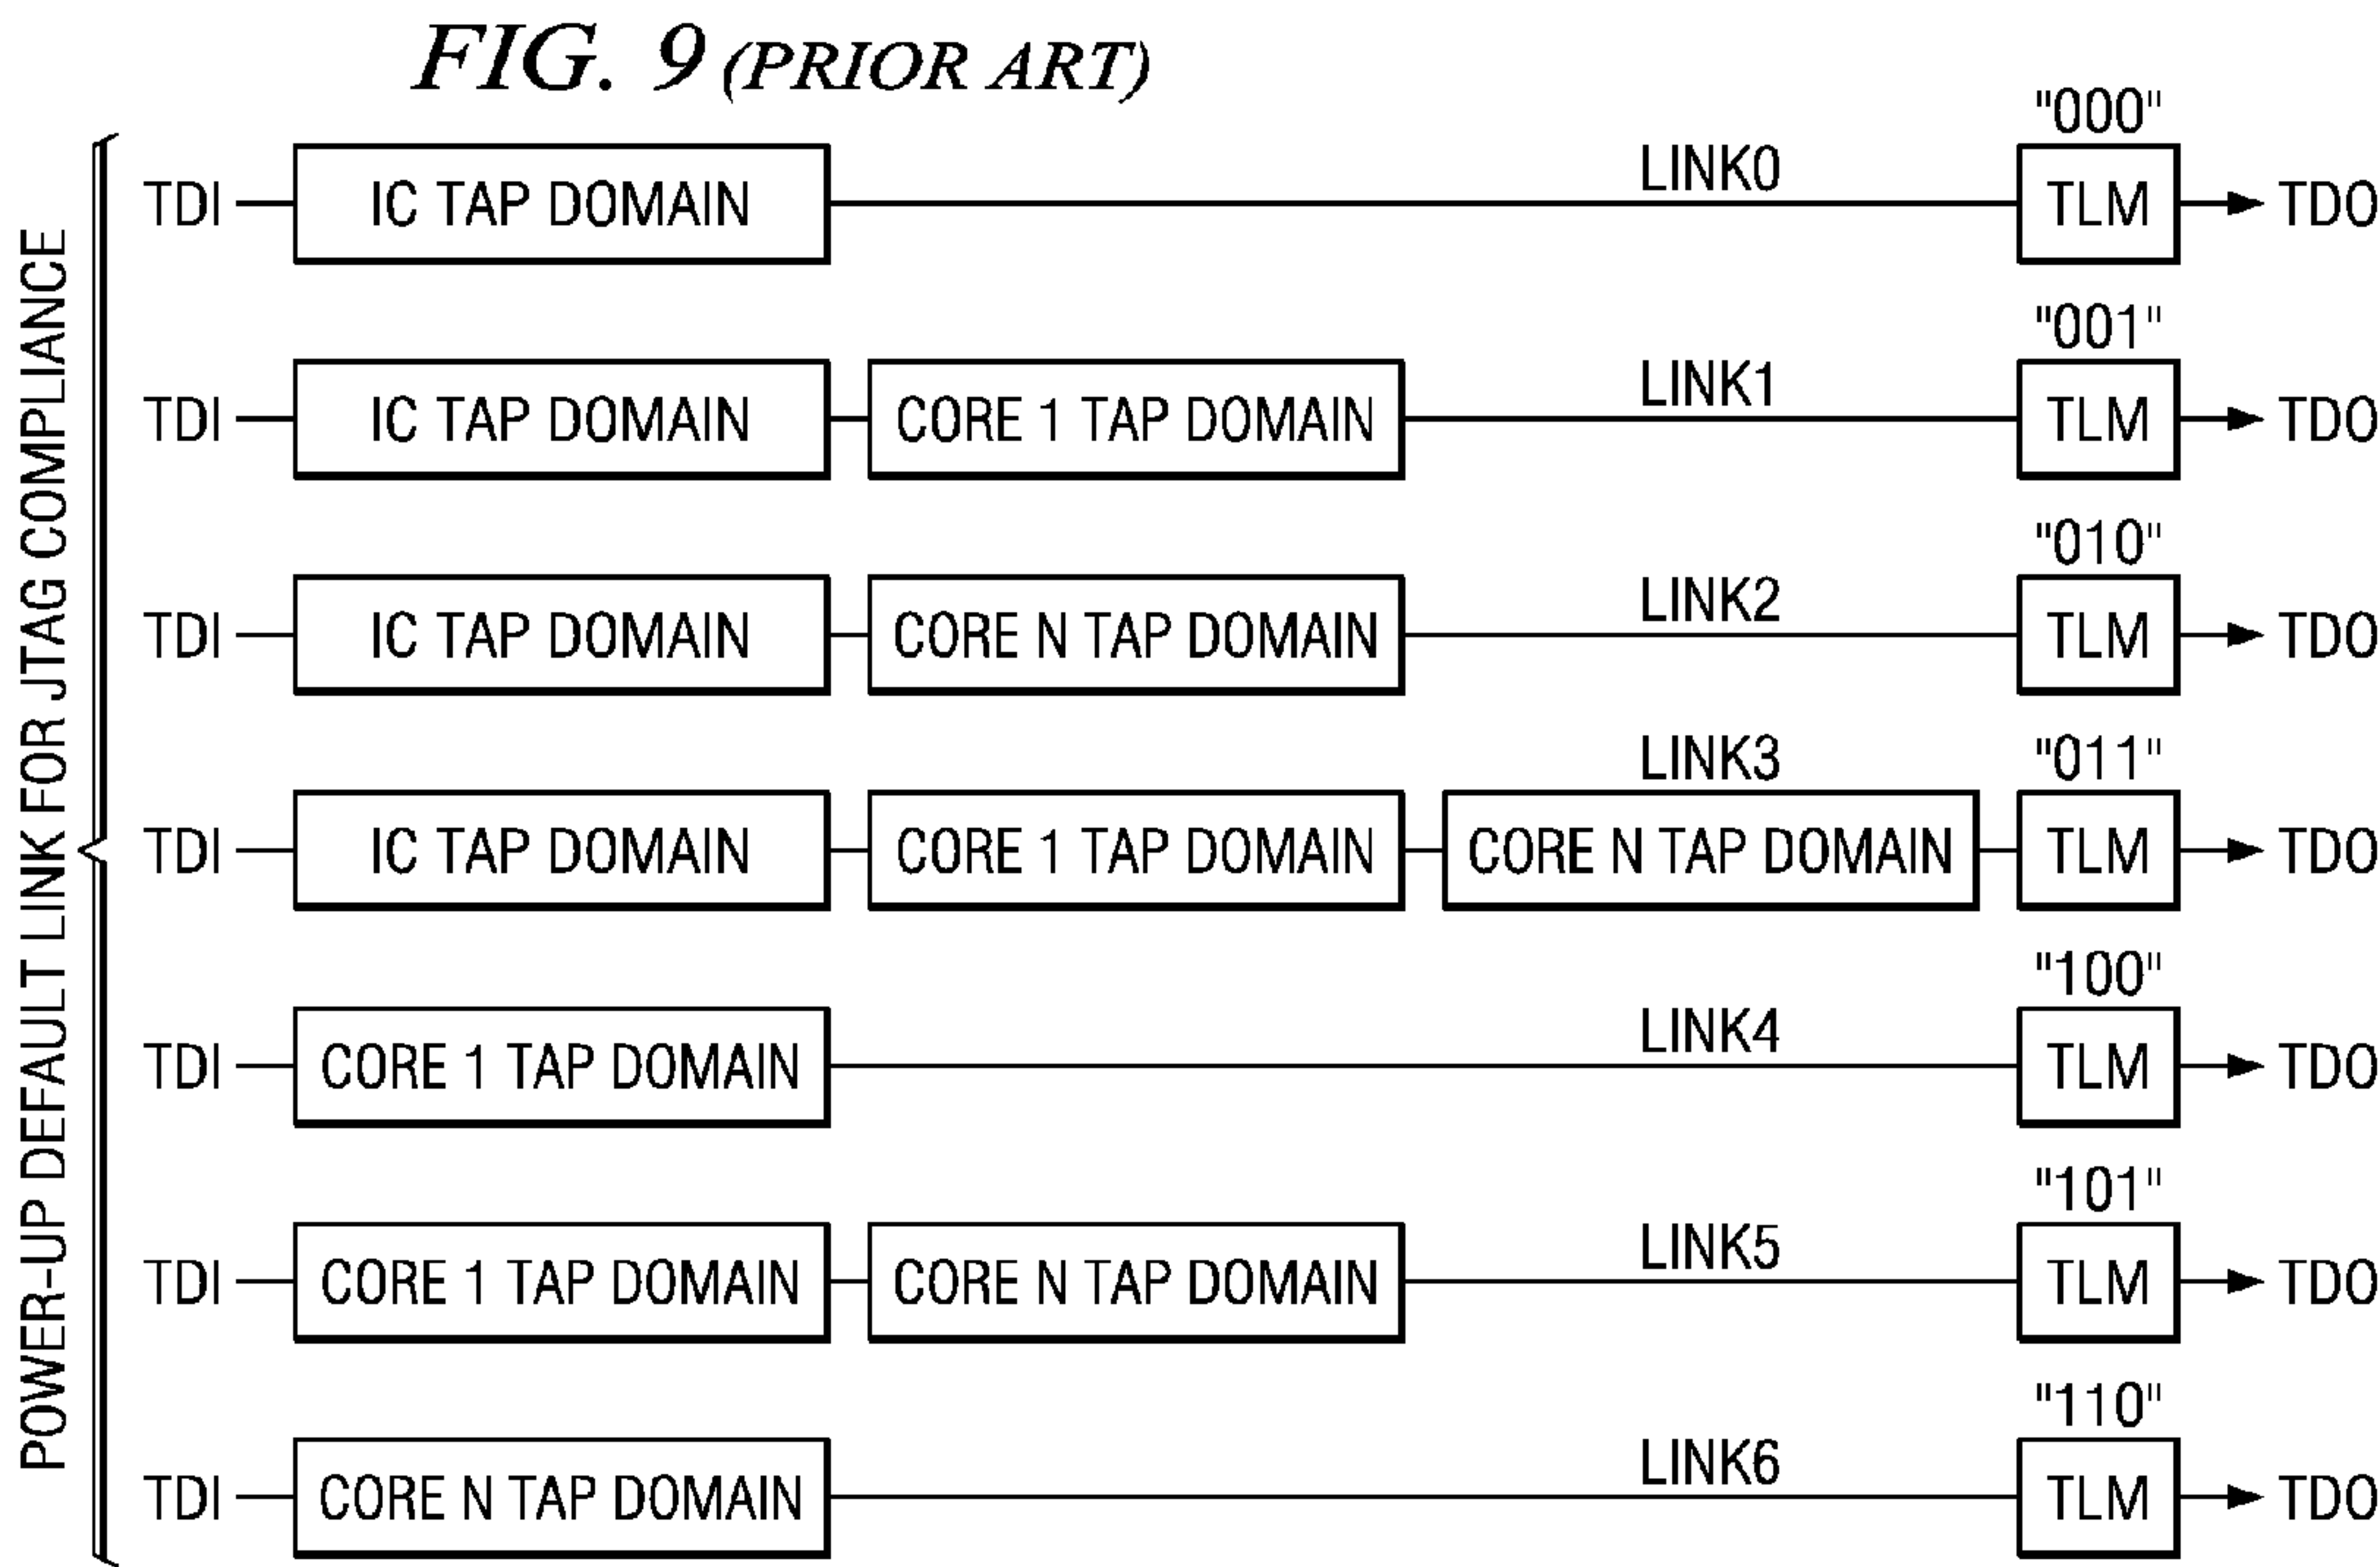 FIG. 9 (PRIOR ART)
POWER-UP DEFAULT LINK FOR JTAG COMPLIANCE
"000"
TDI IC TAP DOMAIN LINK0 TLM TDO
"001"
TDI IC TAP DOMAIN CORE 1 TAP DOMAIN LINK1 TLM TDO
"010"
TDI IC TAP DOMAIN CORE N TAP DOMAIN LINK2 TLM TDO
LINK3 "011"
TDI IC TAP DOMAIN CORE 1 TAP DOMAIN CORE N TAP DOMAIN TLM TDO
"100"
TDI CORE 1 TAP DOMAIN LINK4 TLM TDO
"101"
TDI CORE 1 TAP DOMAIN CORE N TAP DOMAIN LINK5 TLM TDO
"110"
TDI CORE N TAP DOMAIN LINK6 TLM TDO